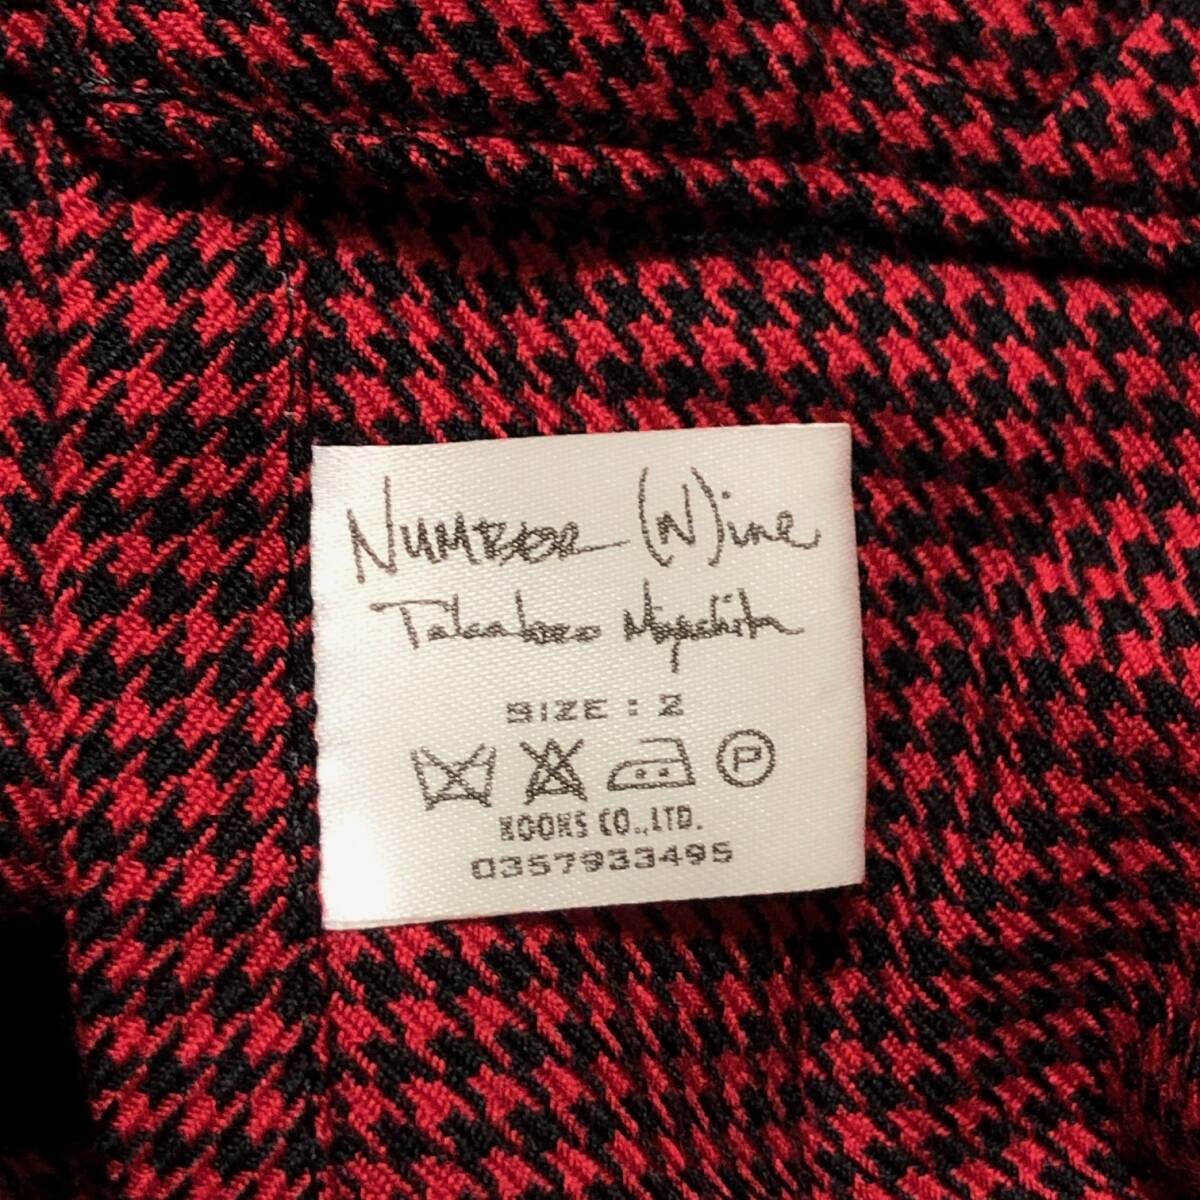 NUMBER (N)ine
Takahiro Miyashita
SIZE : 2
P
KOOKS CO.,LTD.
0357933495